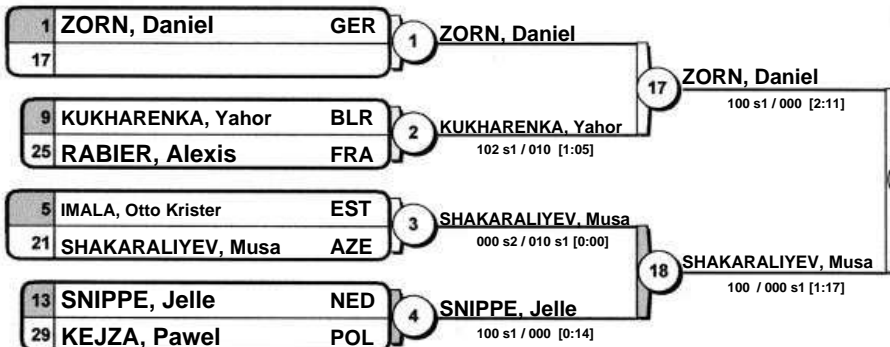 1 ZORN, Daniel GER
17
1
ZORN, Daniel
9 KUKHARENKA, Yahor BLR
25 RABIER, Alexis FRA
2
KUKHARENKA, Yahor
102 s1 / 010 [1:05]
17
ZORN, Daniel
100 s1 / 000 [2:11]
5 IMALA, Otto Krister EST
21 SHAKARALIYEV, Musa AZE
3
SHAKARALIYEV, Musa
000 s2 / 010 s1 [0:00]
13 SNIPPE, Jelle NED
29 KEJZA, Pawel POL
4
SNIPPE, Jelle
100 s1 / 000 [0:14]
18
SHAKARALIYEV, Musa
100 / 000 s1 [1:17]